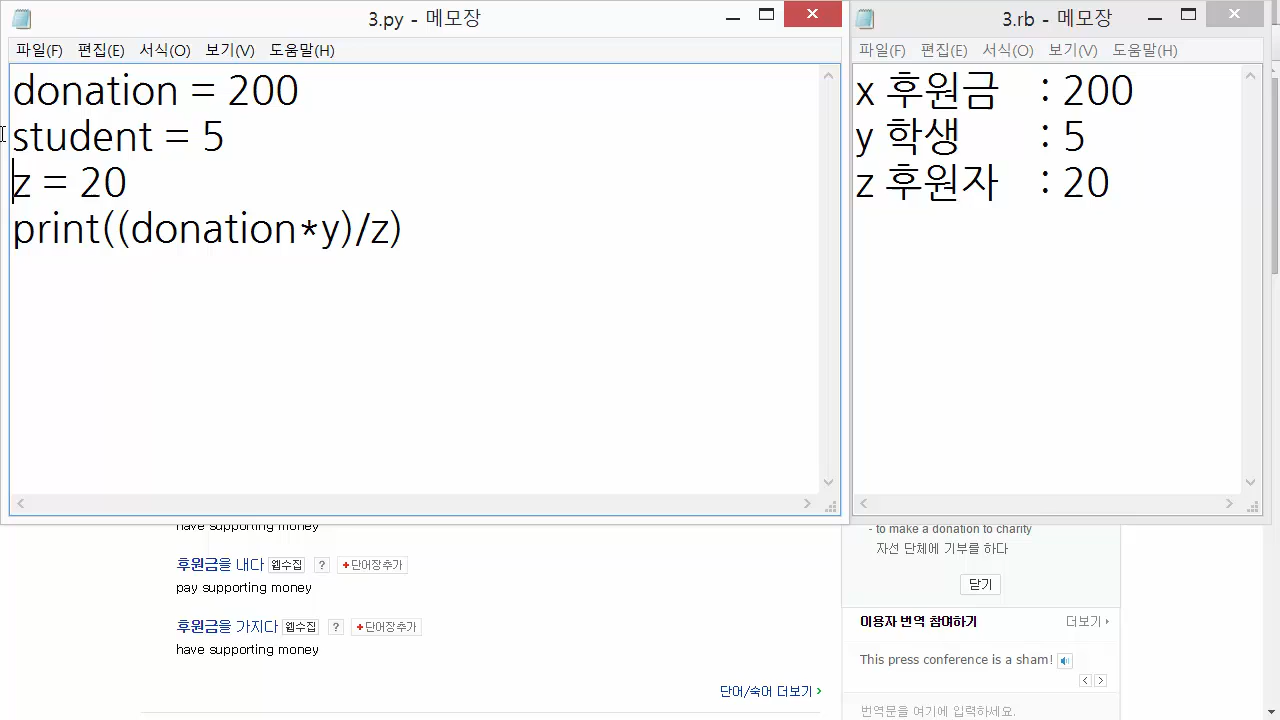 3.py - 메모장
파일(F) 편집(E) 서식(O) 보기(V) 도움말(H)
donation = 200
student = 5
z = 20
print((donation*y)/z)
3.rb - 메모장
파일(F) 편집(E) 서식(O) 보기(V) 도움말(H)
x 후원금 : 200
y 학생 : 5
z 후원자 : 20
have supporting money
후원금을 내다 웹수집 ? +단어장추가
pay supporting money
후원금을 가지다 웹수집 ? +단어장추가
have supporting money
단어/숙어 더보기 >
- to make a donation to charity
자선 단체에 기부를 하다
닫기
이용자 번역 참여하기 더보기
This press conference is a sham!
번역문을 여기에 입력하세요.